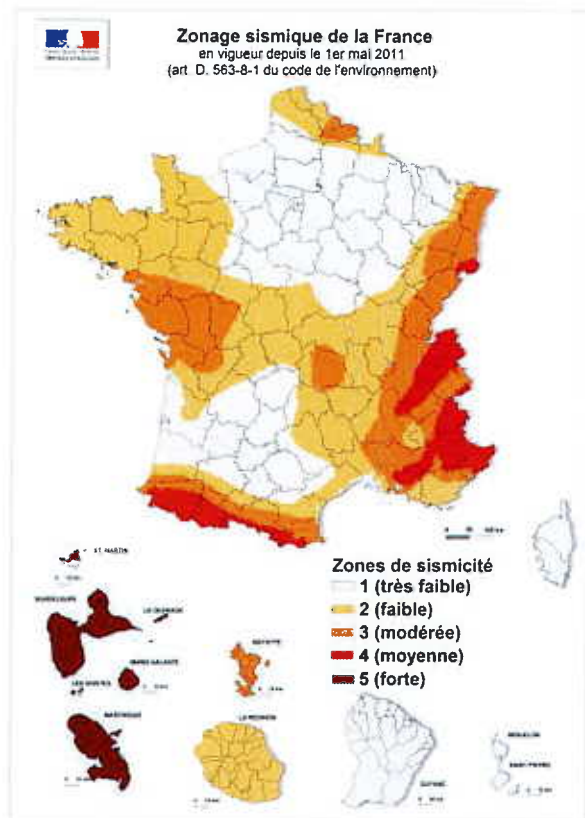 Zonage sismique de la France
en vigueur depuis le 1er mai 2011
(art. D. 563-8-1 du code de l'environnement)
ST MARTIN
GUADELOUPE
LA DESIRADE
MARIE-GALANTE
LES SAINTES
MARTINIQUE
MAYOTTE
LA REUNION
GUYANE
MIQUELON
SAINT-PIERRE
Zones de sismicité
1 (très faible)
2 (faible)
3 (modérée)
4 (moyenne)
5 (forte)